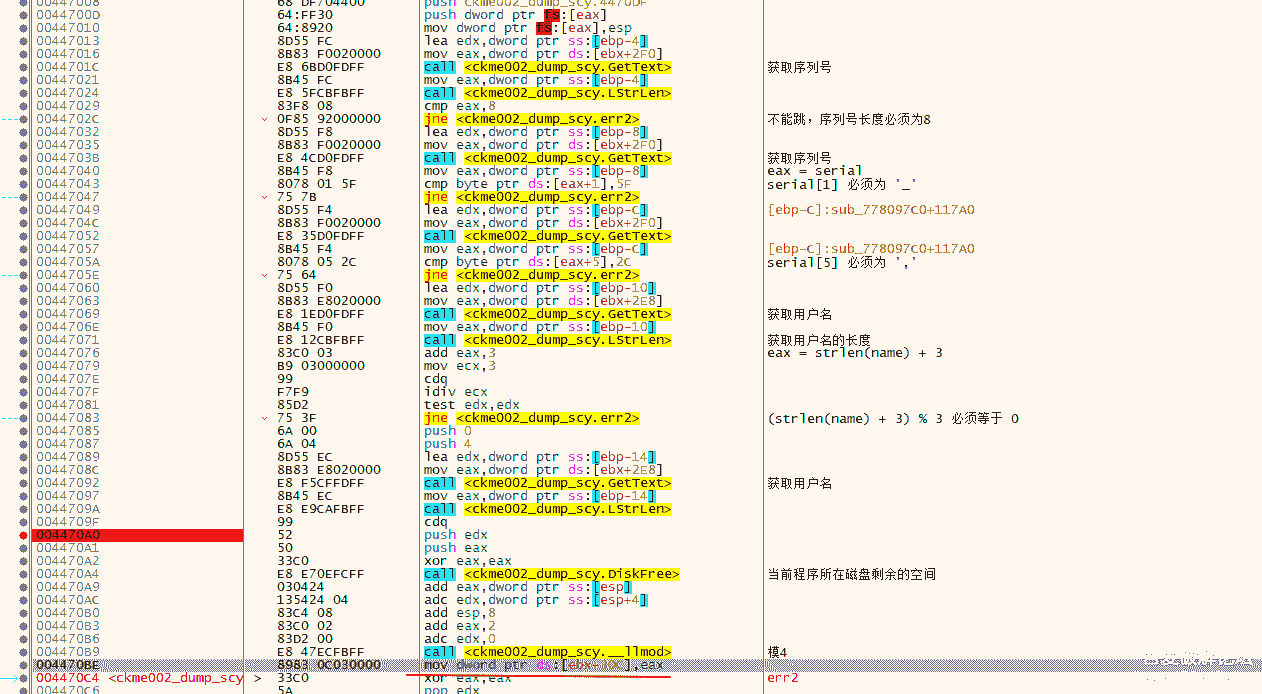 00447008 68 DF704400 push ckme002_dump_scy.4470DF
0044700D 64:FF30 push dword ptr fs:[eax]
00447010 64:8920 mov dword ptr fs:[eax],esp
00447013 8D55 FC lea edx,dword ptr ss:[ebp-4]
00447016 8B83 F0020000 mov eax,dword ptr ds:[ebx+2F0]
0044701C E8 6BD0FDFF call <ckme002_dump_scy.GetText> 获取序列号
00447021 8B45 FC mov eax,dword ptr ss:[ebp-4]
00447024 E8 5FCBFBFF call <ckme002_dump_scy.LStrLen>
00447029 83F8 08 cmp eax,8
0044702C 0F85 92000000 jne <ckme002_dump_scy.err2> 不能跳，序列号长度必须为8
00447032 8D55 F8 lea edx,dword ptr ss:[ebp-8]
00447035 8B83 F0020000 mov eax,dword ptr ds:[ebx+2F0]
0044703B E8 4CD0FDFF call <ckme002_dump_scy.GetText> 获取序列号
00447040 8B45 F8 mov eax,dword ptr ss:[ebp-8] eax = serial
00447043 8078 01 5F cmp byte ptr ds:[eax+1],5F serial[1] 必须为 '_'
00447047 75 7B jne <ckme002_dump_scy.err2>
00447049 8D55 F4 lea edx,dword ptr ss:[ebp-C] [ebp-C]:sub_778097C0+117A0
0044704C 8B83 F0020000 mov eax,dword ptr ds:[ebx+2F0]
00447052 E8 35D0FDFF call <ckme002_dump_scy.GetText>
00447057 8B45 F4 mov eax,dword ptr ss:[ebp-C] [ebp-C]:sub_778097C0+117A0
0044705A 8078 05 2C cmp byte ptr ds:[eax+5],2C serial[5] 必须为 ','
0044705E 75 64 jne <ckme002_dump_scy.err2>
00447060 8D55 F0 lea edx,dword ptr ss:[ebp-10]
00447063 8B83 E8020000 mov eax,dword ptr ds:[ebx+2E8]
00447069 E8 1ED0FDFF call <ckme002_dump_scy.GetText> 获取用户名
0044706E 8B45 F0 mov eax,dword ptr ss:[ebp-10]
00447071 E8 12CBFBFF call <ckme002_dump_scy.LStrLen> 获取用户名的长度
00447076 83C0 03 add eax,3 eax = strlen(name) + 3
00447079 B9 03000000 mov ecx,3
0044707E 99 cdq
0044707F F7F9 idiv ecx
00447081 85D2 test edx,edx
00447083 75 3F jne <ckme002_dump_scy.err2> (strlen(name) + 3) % 3 必须等于 0
00447085 6A 00 push 0
00447087 6A 04 push 4
00447089 8D55 EC lea edx,dword ptr ss:[ebp-14]
0044708C 8B83 E8020000 mov eax,dword ptr ds:[ebx+2E8]
00447092 E8 F5CFFDFF call <ckme002_dump_scy.GetText> 获取用户名
00447097 8B45 EC mov eax,dword ptr ss:[ebp-14]
0044709A E8 E9CAFBFF call <ckme002_dump_scy.LStrLen>
0044709F 99 cdq
004470A0 52 push edx
004470A1 50 push eax
004470A2 33C0 xor eax,eax
004470A4 E8 E70EFCFF call <ckme002_dump_scy.DiskFree> 当前程序所在磁盘剩余的空间
004470A9 030424 add eax,dword ptr ss:[esp]
004470AC 135424 04 adc edx,dword ptr ss:[esp+4]
004470B0 83C4 08 add esp,8
004470B3 83C0 02 add eax,2
004470B6 83D2 00 adc edx,0
004470B9 E8 47ECFBFF call <ckme002_dump_scy.__llmod> 模4
004470BE 8983 0C030000 mov dword ptr ds:[ebx+30C],eax
004470C4 <ckme002_dump_scy > 33C0 xor eax,eax err2
004470C6 5A pop edx